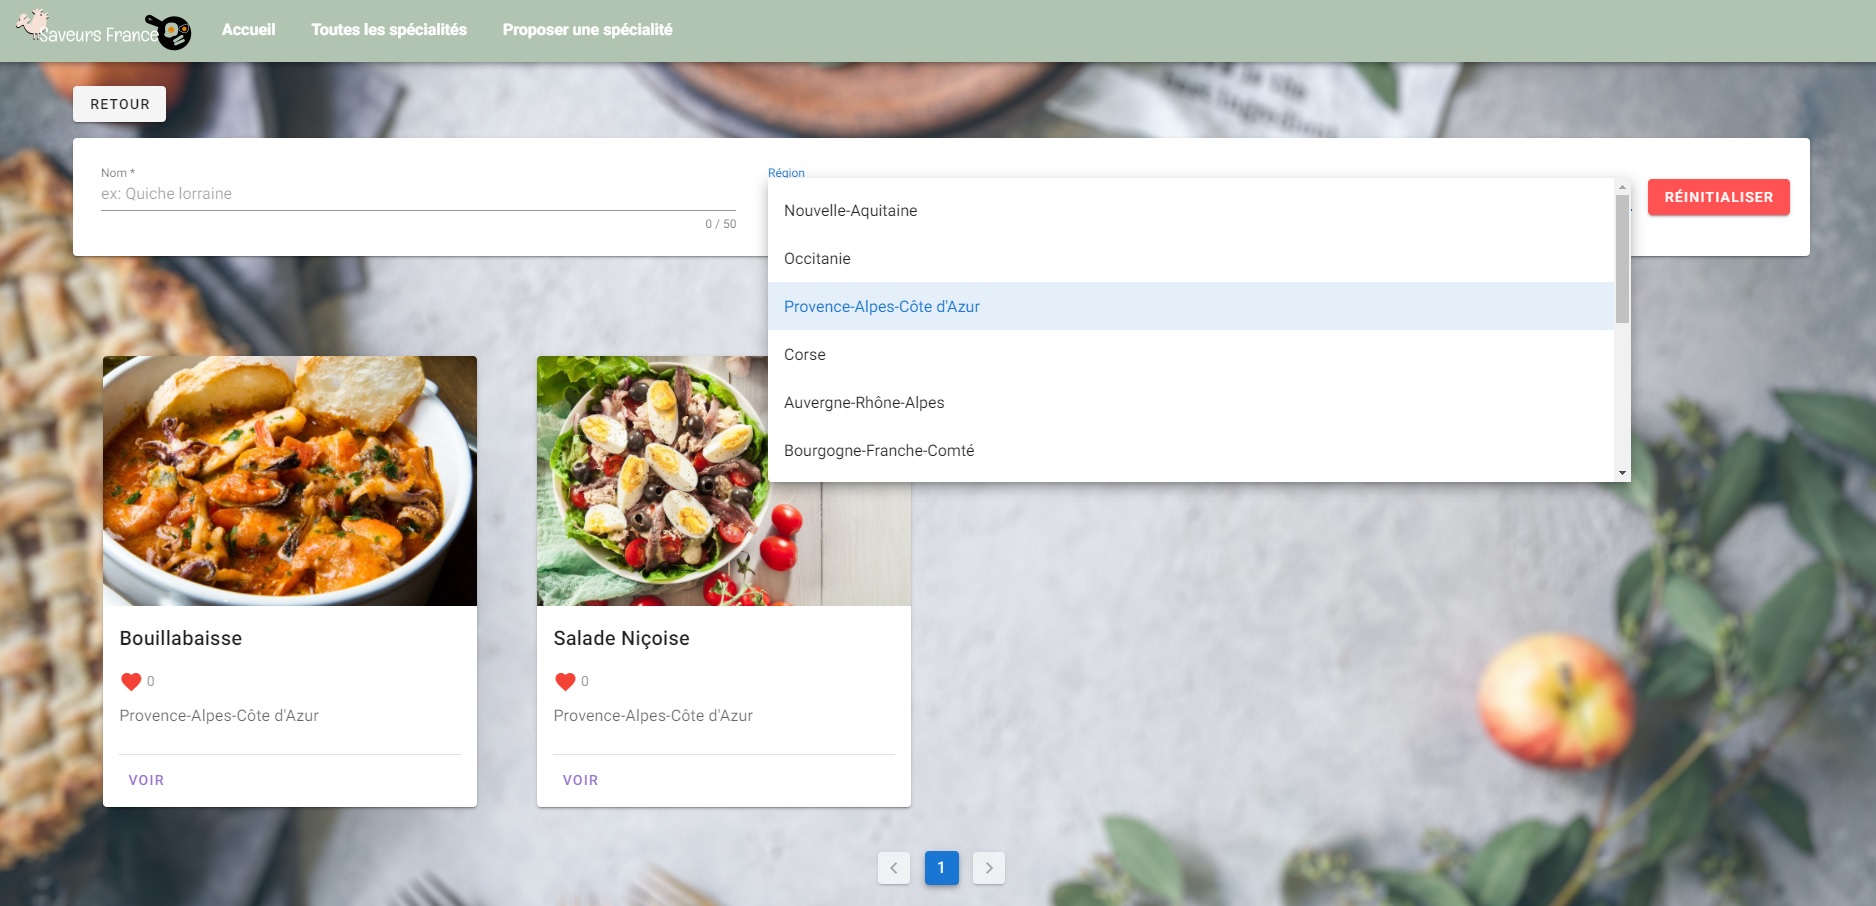 Saveurs France
Accueil
Toutes les spécialités
Proposer une spécialité
RETOUR
Nom *
ex: Quiche lorraine
0 / 50
Région
Nouvelle-Aquitaine
Occitanie
Provence-Alpes-Côte d'Azur
Corse
Auvergne-Rhône-Alpes
Bourgogne-Franche-Comté
RÉINITIALISER
Bouillabaisse
0
Provence-Alpes-Côte d'Azur
VOIR
Salade Niçoise
0
Provence-Alpes-Côte d'Azur
VOIR
1